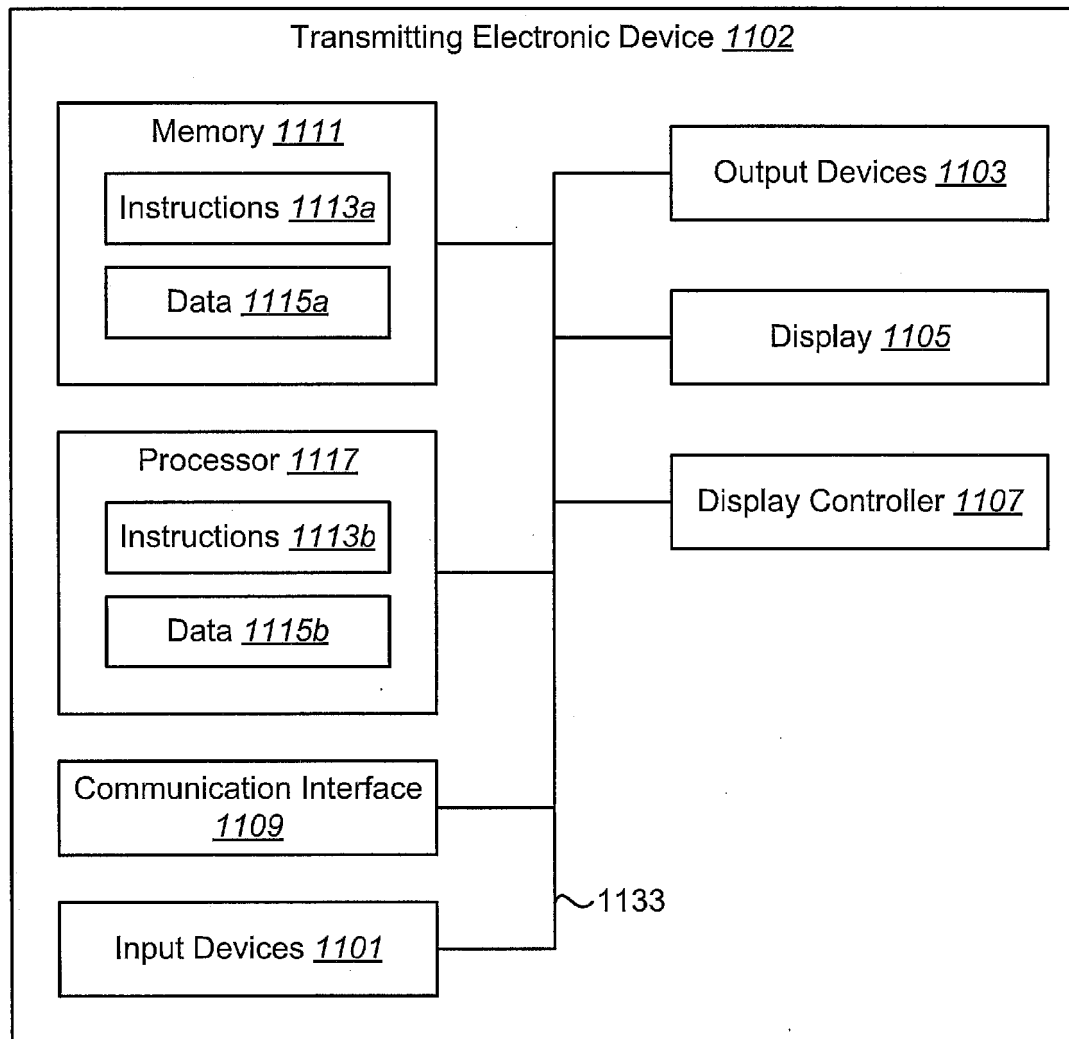 Transmitting Electronic Device 1102
Memory 1111
Instructions 1113a
Data 1115a
Processor 1117
Instructions 1113b
Data 1115b
Communication Interface
1109
Input Devices 1101
Output Devices 1103
Display 1105
Display Controller 1107
1133